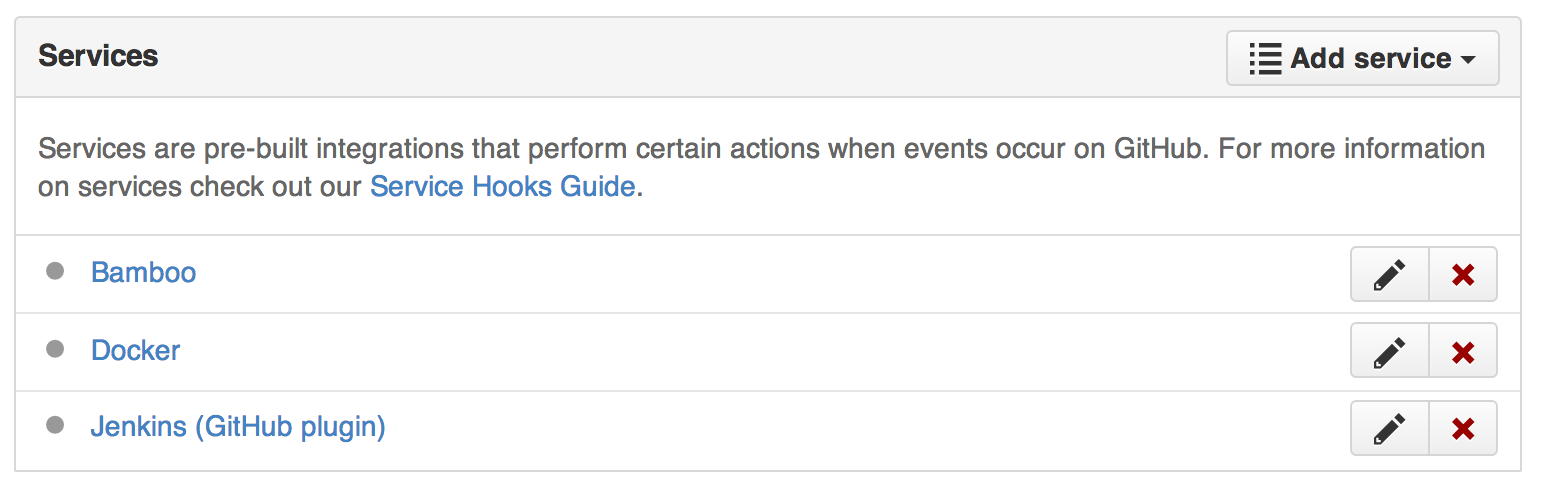 Services
Add service
Services are pre-built integrations that perform certain actions when events occur on GitHub. For more information
on services check out our Service Hooks Guide.
Bamboo
Docker
Jenkins (GitHub plugin)